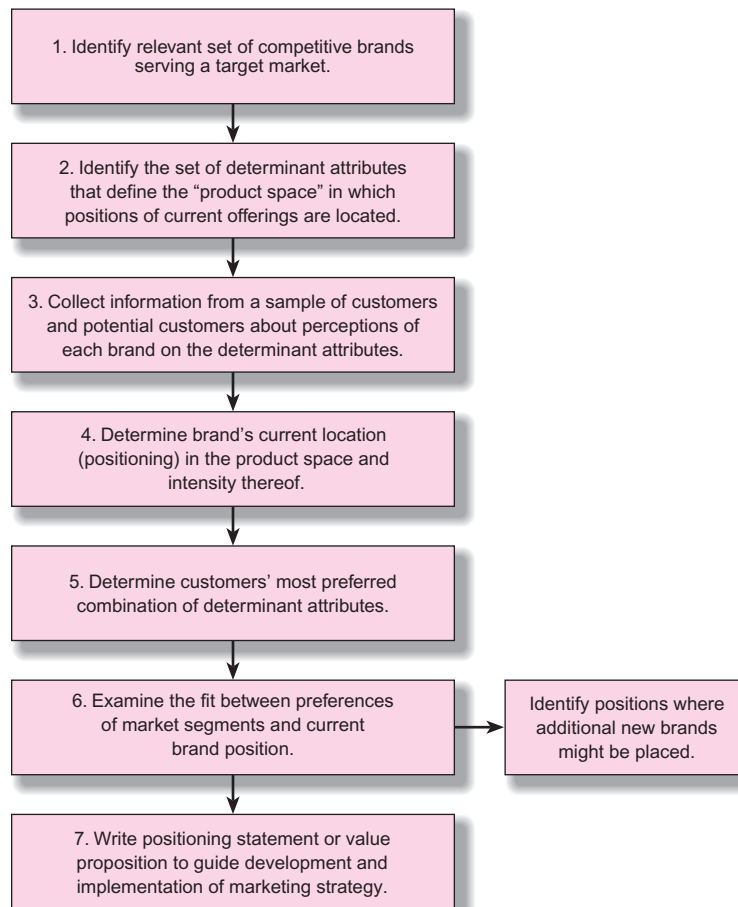 1. Identify relevant set of competitive brands
serving a target market.
2. Identify the set of determinant attributes
that define the “product space” in which
positions of current offerings are located.
3. Collect information from a sample of customers
and potential customers about perceptions of
each brand on the determinant attributes.
4. Determine brand’s current location
(positioning) in the product space and
intensity thereof.
5. Determine customers’ most preferred
combination of determinant attributes.
6. Examine the fit between preferences
of market segments and current
brand position.
Identify positions where
additional new brands
might be placed.
7. Write positioning statement or value
proposition to guide development and
implementation of marketing strategy.